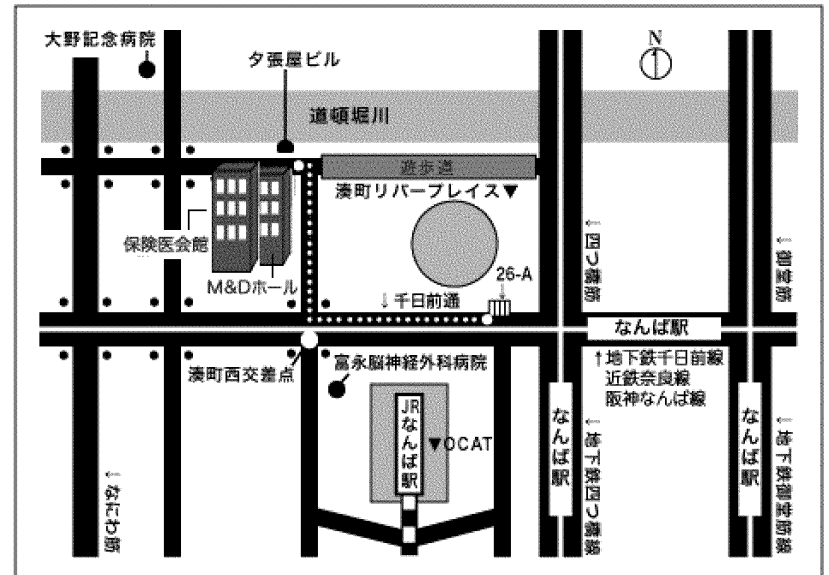 大野記念病院
夕張屋ビル
N
道頓堀川
遊歩道
湊町リバープレイス▼
保険医会館
M&Dホール
26-A
↓千日前通
↓四つ橋筋
↓御堂筋
なんば駅
湊町西交差点
富永脳神経外科病院
↑地下鉄千日前線
近鉄奈良線
阪神なんば線
JRなんば駅
▼OCAT
なんば駅
↓地下鉄四つ橋線
なんば駅
↓地下鉄御堂筋線
↓なにわ筋